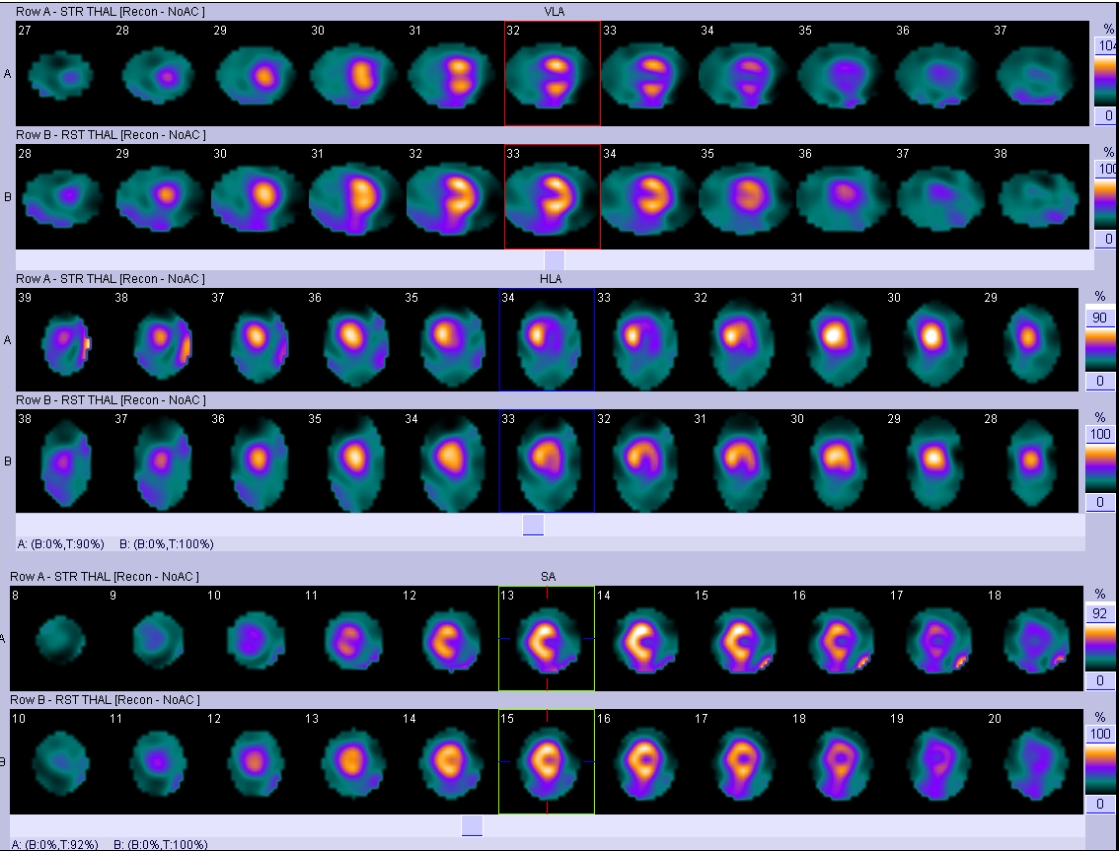 Row A - STR THAL [Recon - NoAC ] VLA
27 28 29 30 31 32 33 34 35 36 37 %
A 104
0
Row B - RST THAL [Recon - NoAC ]
28 29 30 31 32 33 34 35 36 37 38 %
B 100
0
Row A - STR THAL [Recon - NoAC ] HLA
39 38 37 36 35 34 33 32 31 30 29 %
A 90
0
Row B - RST THAL [Recon - NoAC ]
38 37 36 35 34 33 32 31 30 29 28 %
B 100
0
A: (B:0%,T:90%) B: (B:0%,T:100%)
Row A - STR THAL [Recon - NoAC ] SA
8 9 10 11 12 13 14 15 16 17 18 %
A 92
0
Row B - RST THAL [Recon - NoAC ]
10 11 12 13 14 15 16 17 18 19 20 %
B 100
0
A: (B:0%,T:92%) B: (B:0%,T:100%)